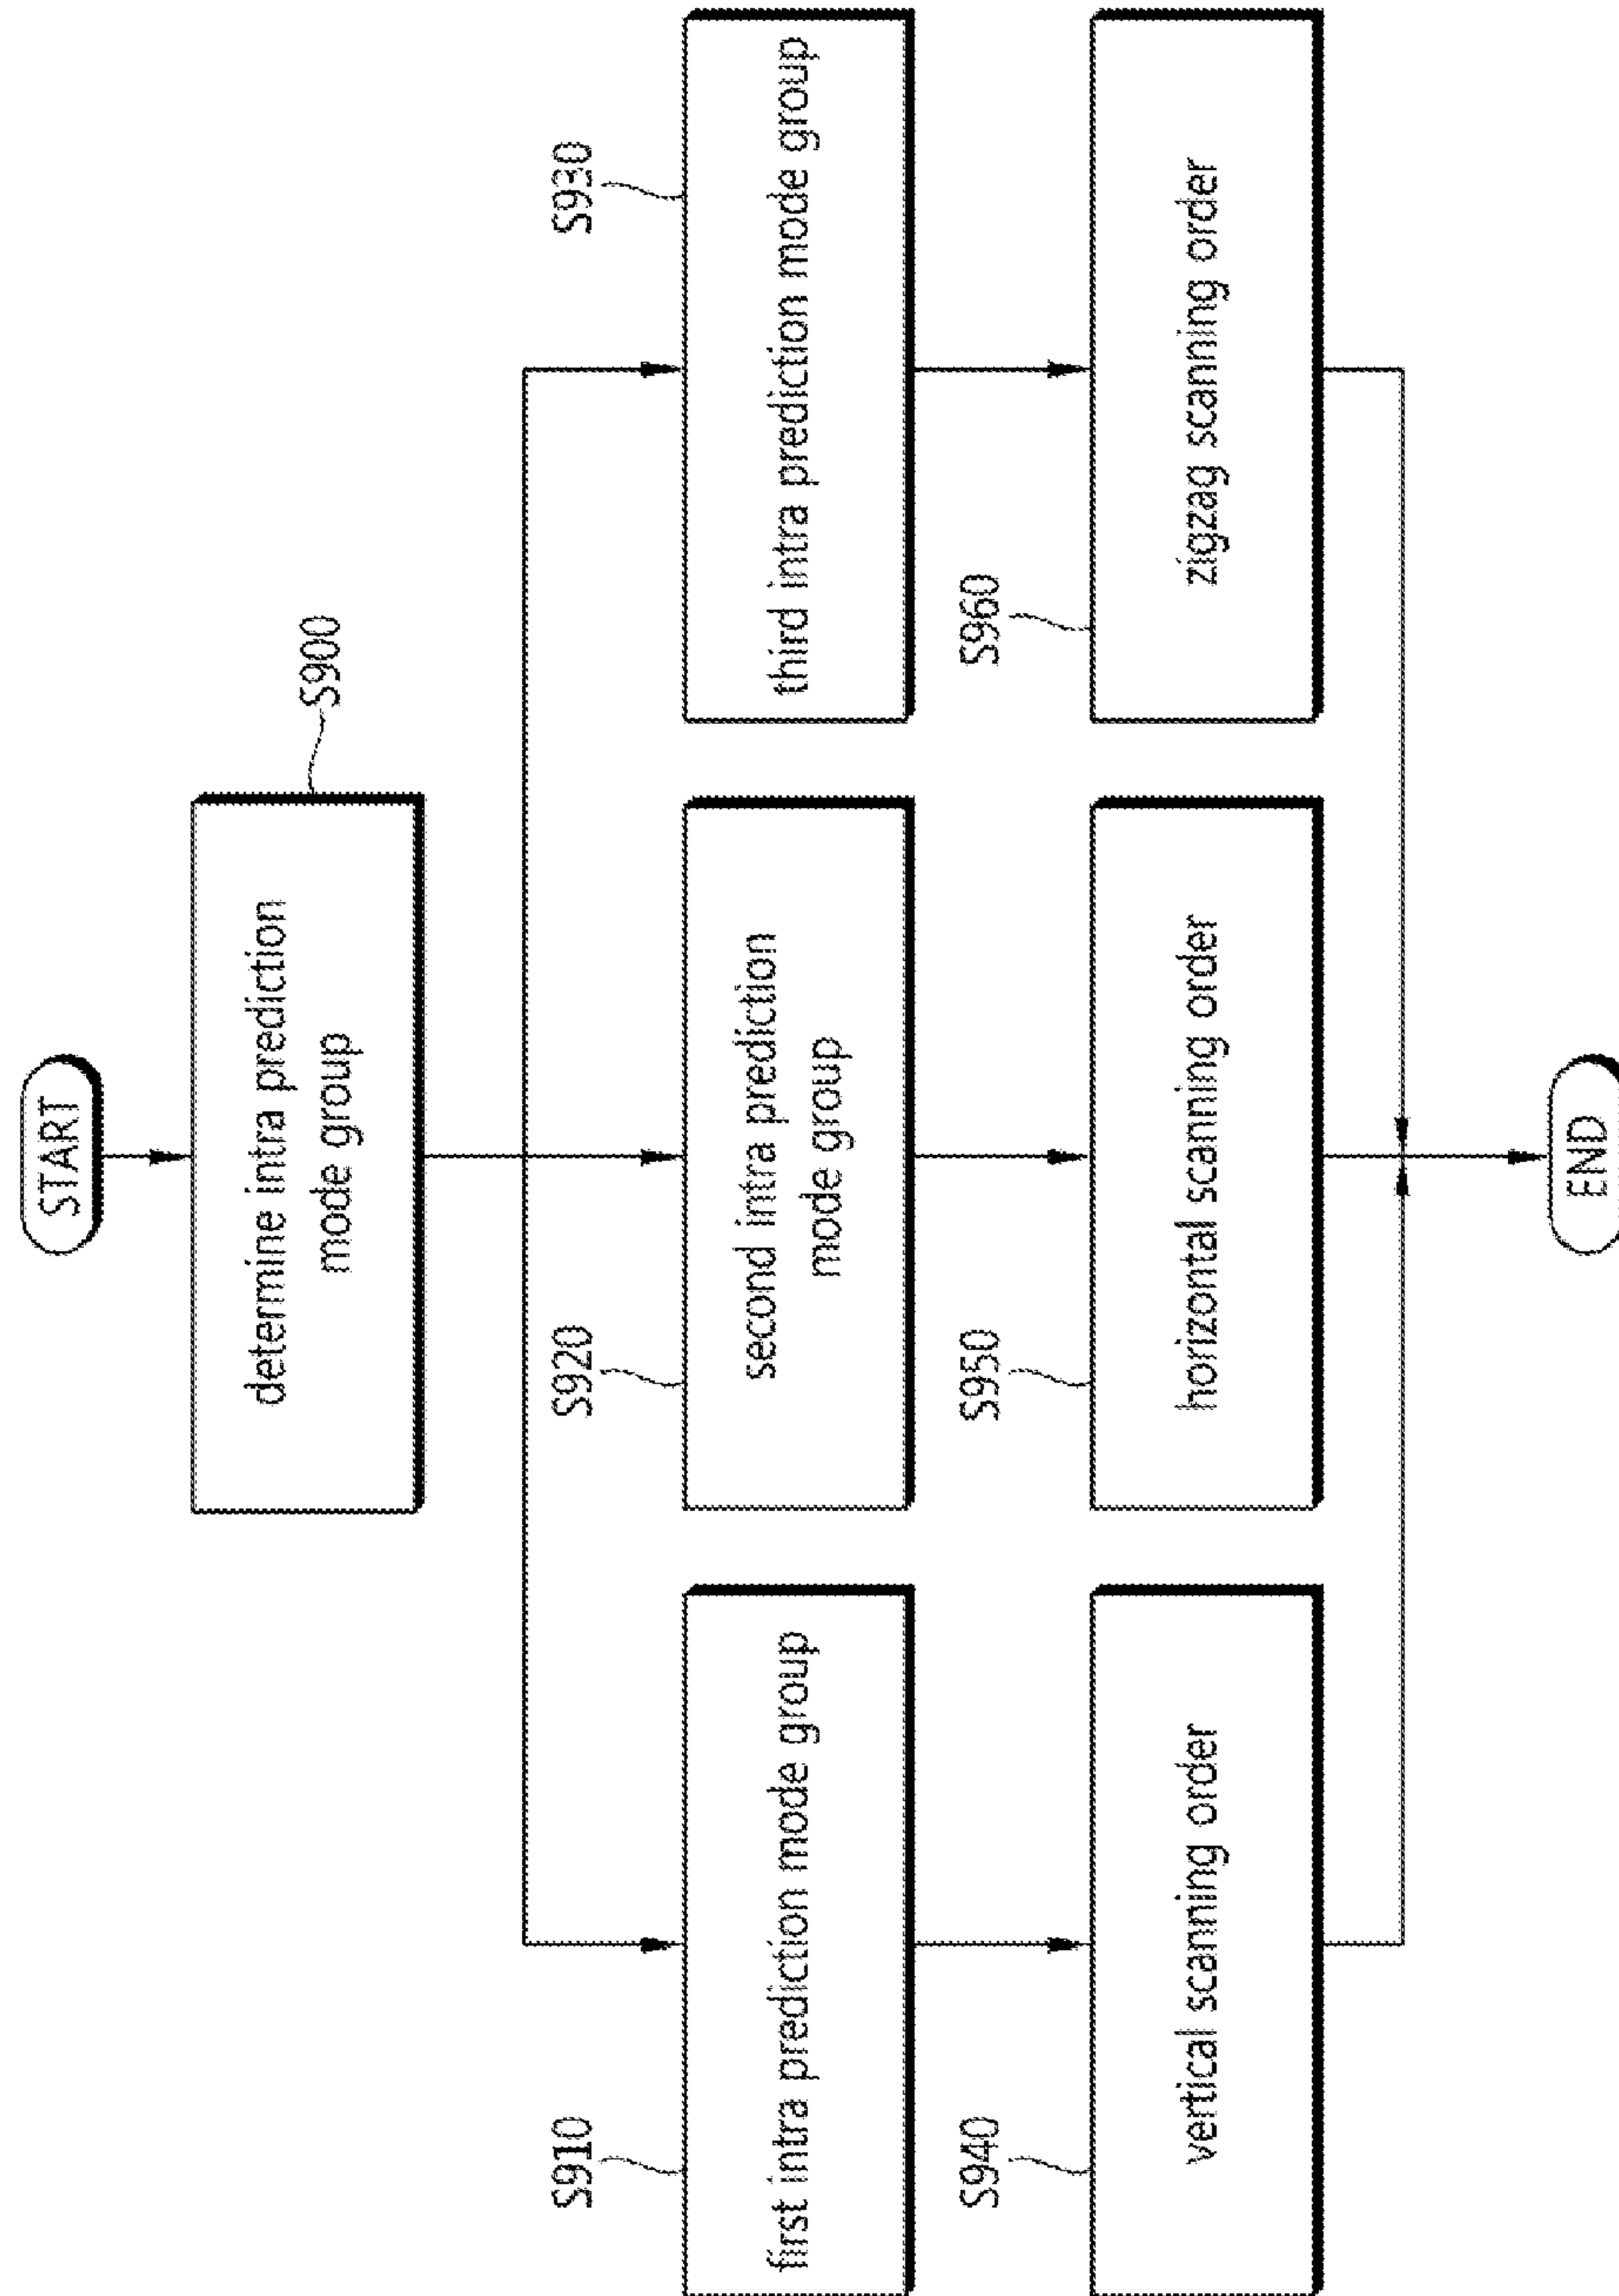 START
determine intra prediction
mode group
S900
S910
first intra prediction mode group
S920
second intra prediction
mode group
S930
third intra prediction mode group
S940
vertical scanning order
S950
horizontal scanning order
S960
zigzag scanning order
END